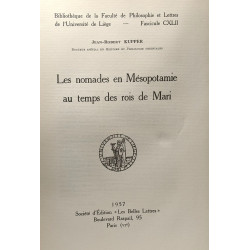 Bibliothèque de la Faculté de Philosophie et Lettres
de l'Université de Liège — Fascicule CXLII
Jean-Robert KUPPER
Les nomades en Mésopotamie
au temps des rois de Mari
1957
Société d'Édition « Les Belles Lettres »
Boulevard Raspail, 95
Paris (VIe)